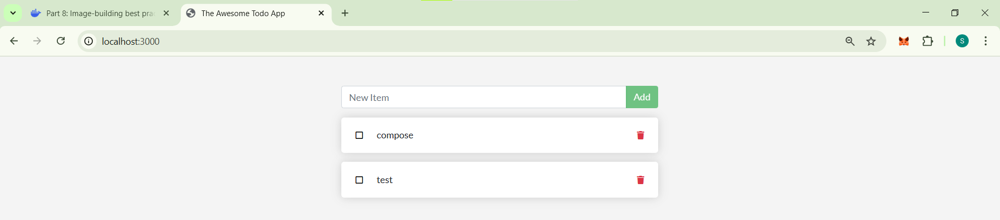 Part 8: Image-building best prac
The Awesome Todo App
localhost:3000
S
New Item
Add
compose
test